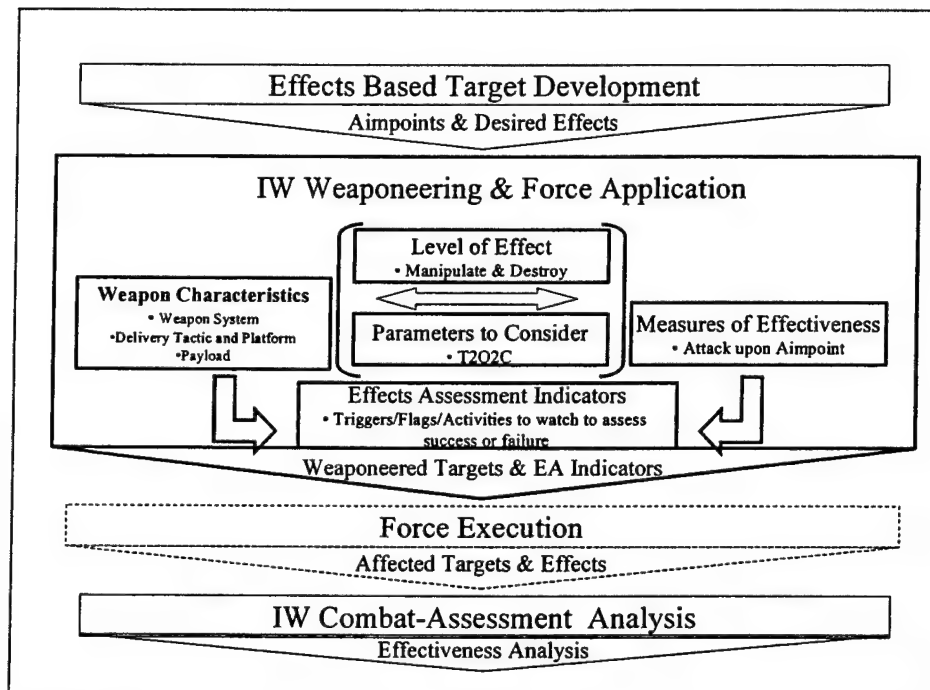 Effects Based Target Development
Aimpoints & Desired Effects
IW Weaponeering & Force Application
Level of Effect
• Manipulate & Destroy
Weapon Characteristics
• Weapon System
•Delivery Tactic and Platform
•Payload
Parameters to Consider
• T2O2C
Measures of Effectiveness
• Attack upon Aimpoint
Effects Assessment Indicators
• Triggers/Flags/Activities to watch to assess
success or failure
Weaponeered Targets & EA Indicators
Force Execution
Affected Targets & Effects
IW Combat-Assessment Analysis
Effectiveness Analysis